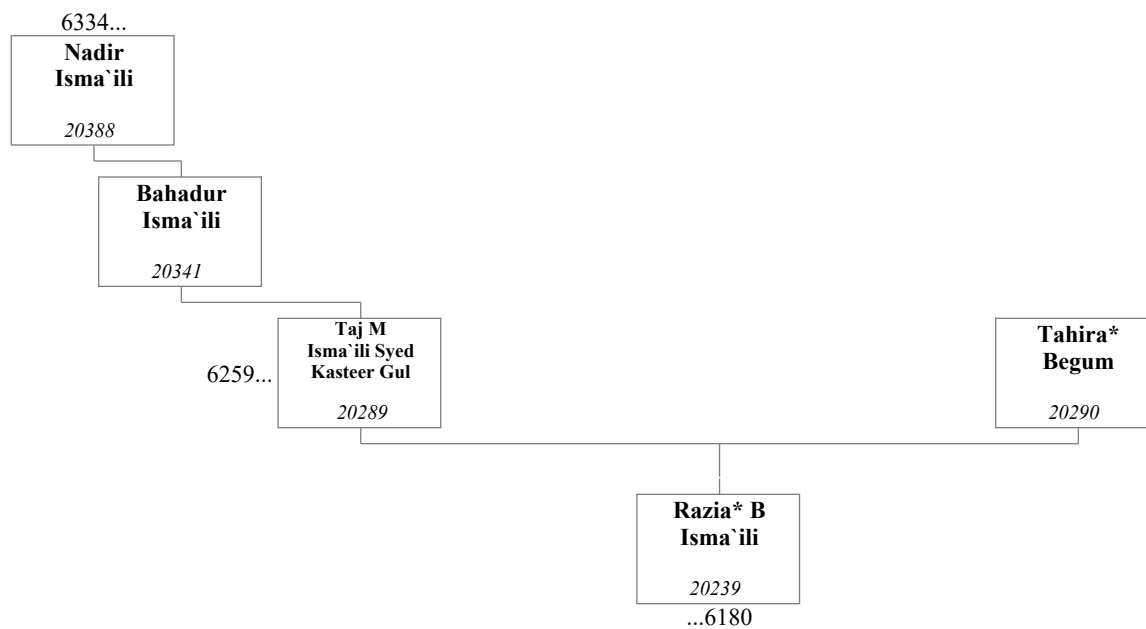 6334...
Nadir
Isma`ili
20388
Bahadur
Isma`ili
20341
Taj M
Isma`ili Syed
Kasteer Gul
20289
6259...
Tahira*
Begum
20290
Razia* B
Isma`ili
20239
...6180